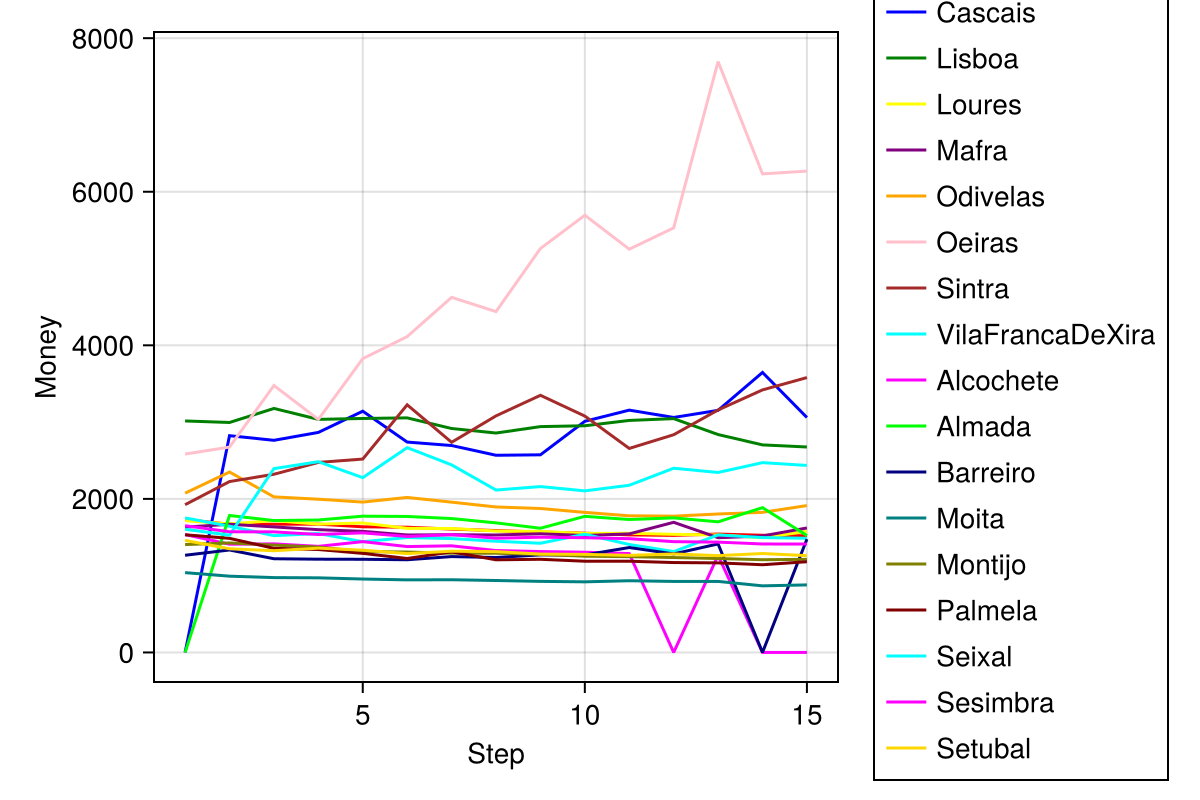 8000
6000
4000
2000
0
Money
5
10
15
Step
Cascais
Lisboa
Loures
Mafra
Odivelas
Oeiras
Sintra
VilaFrancaDeXira
Alcochete
Almada
Barreiro
Moita
Montijo
Palmela
Seixal
Sesimbra
Setubal